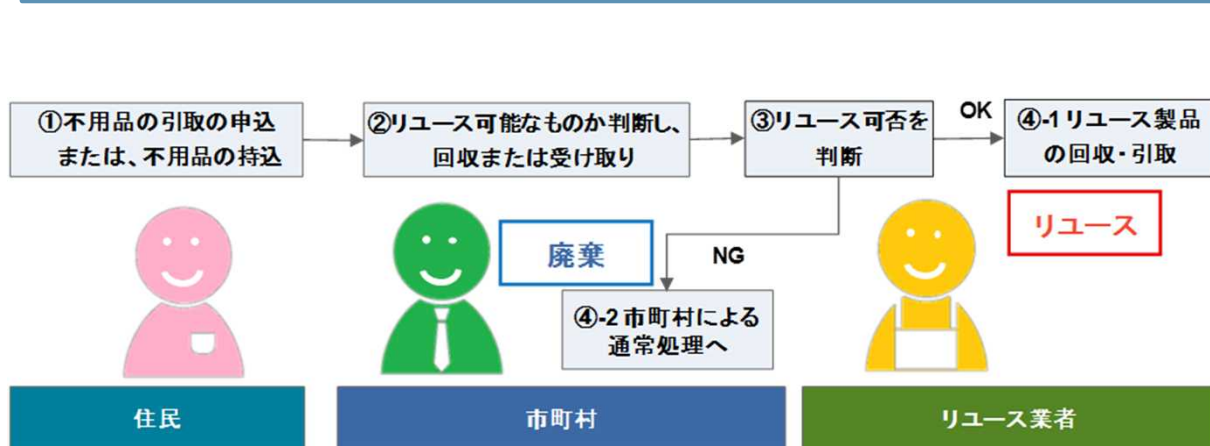 ①不用品の引取の申込
または、不用品の持込
②リユース可能なものか判断し、
回収または受け取り
③リユース可否を
判断
OK
④-1 リユース製品
の回収・引取
リユース
廃棄
NG
④-2 市町村による
通常処理へ
住民
市町村
リユース業者